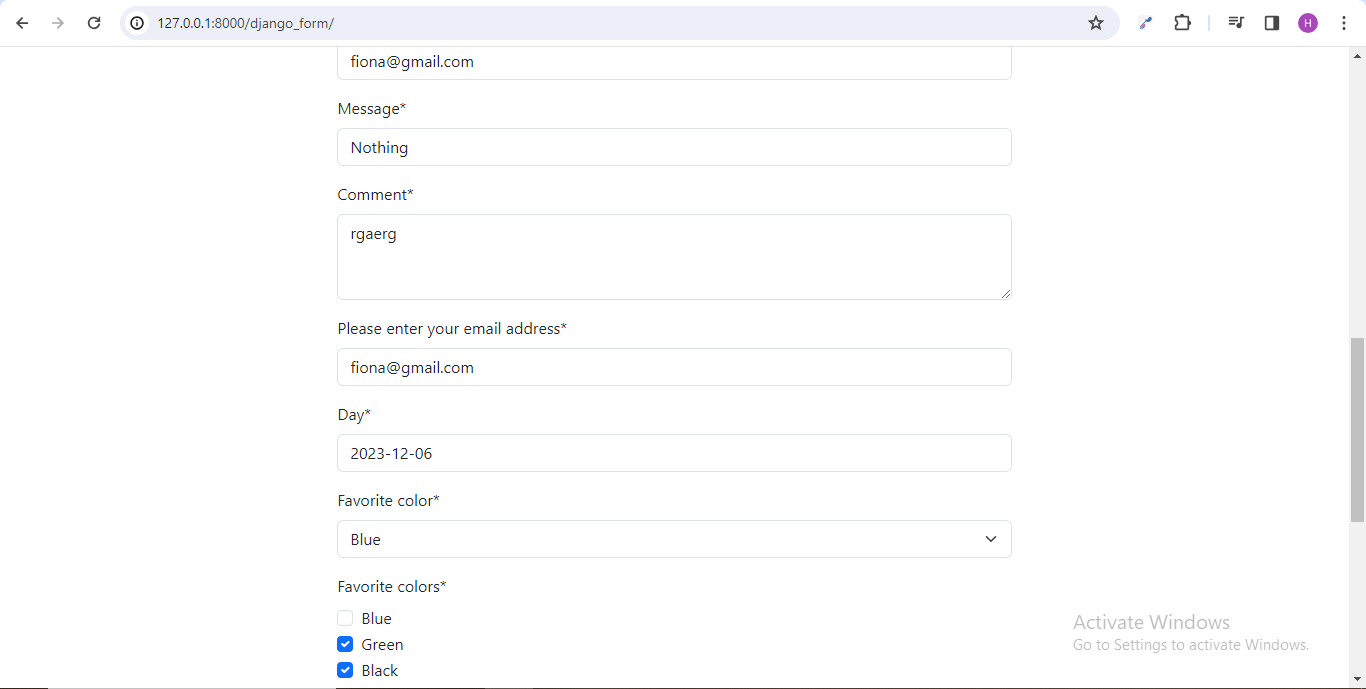 127.0.0.1:8000/django_form/
H
fiona@gmail.com
Message*
Nothing
Comment*
rgaerg
Please enter your email address*
fiona@gmail.com
Day*
2023-12-06
Favorite color*
Blue
Favorite colors*
Blue
Green
Black
Activate Windows
Go to Settings to activate Windows.